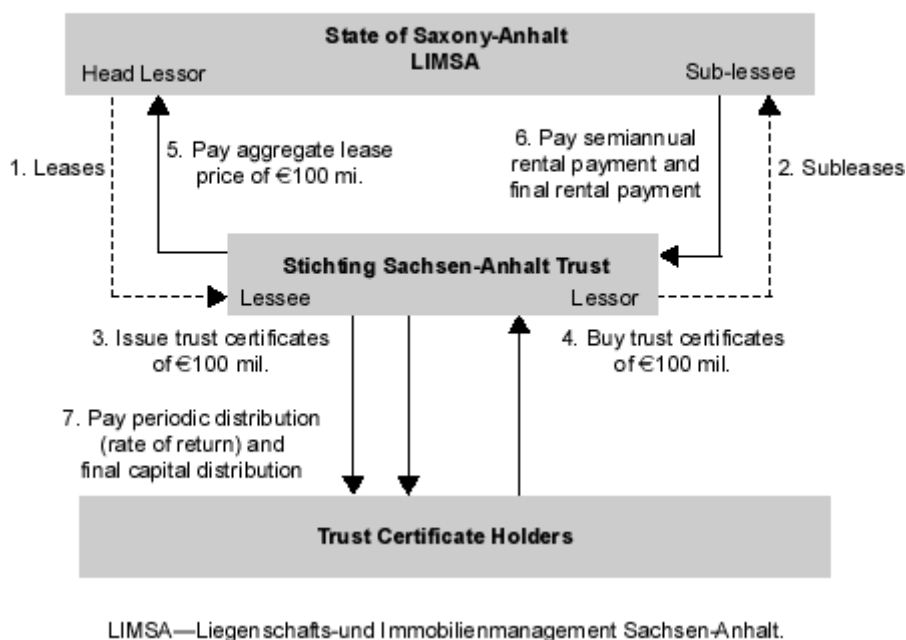 State of Saxony-Anhalt
LIMSA
Head Lessor
Sub-lessee
1. Leases
5. Pay aggregate lease
price of €100 mi.
6. Pay semiannual
rental payment and
final rental payment
2. Subleases
Stichting Sachsen-Anhalt Trust
Lessee
Lessor
3. Issue trust certificates
of €100 mil.
4. Buy trust certificates
of €100 mil.
7. Pay periodic distribution
(rate of return) and
final capital distribution
Trust Certificate Holders
LIMSA—Liegenschafts-und Immobilienmanagement Sachsen-Anhalt.